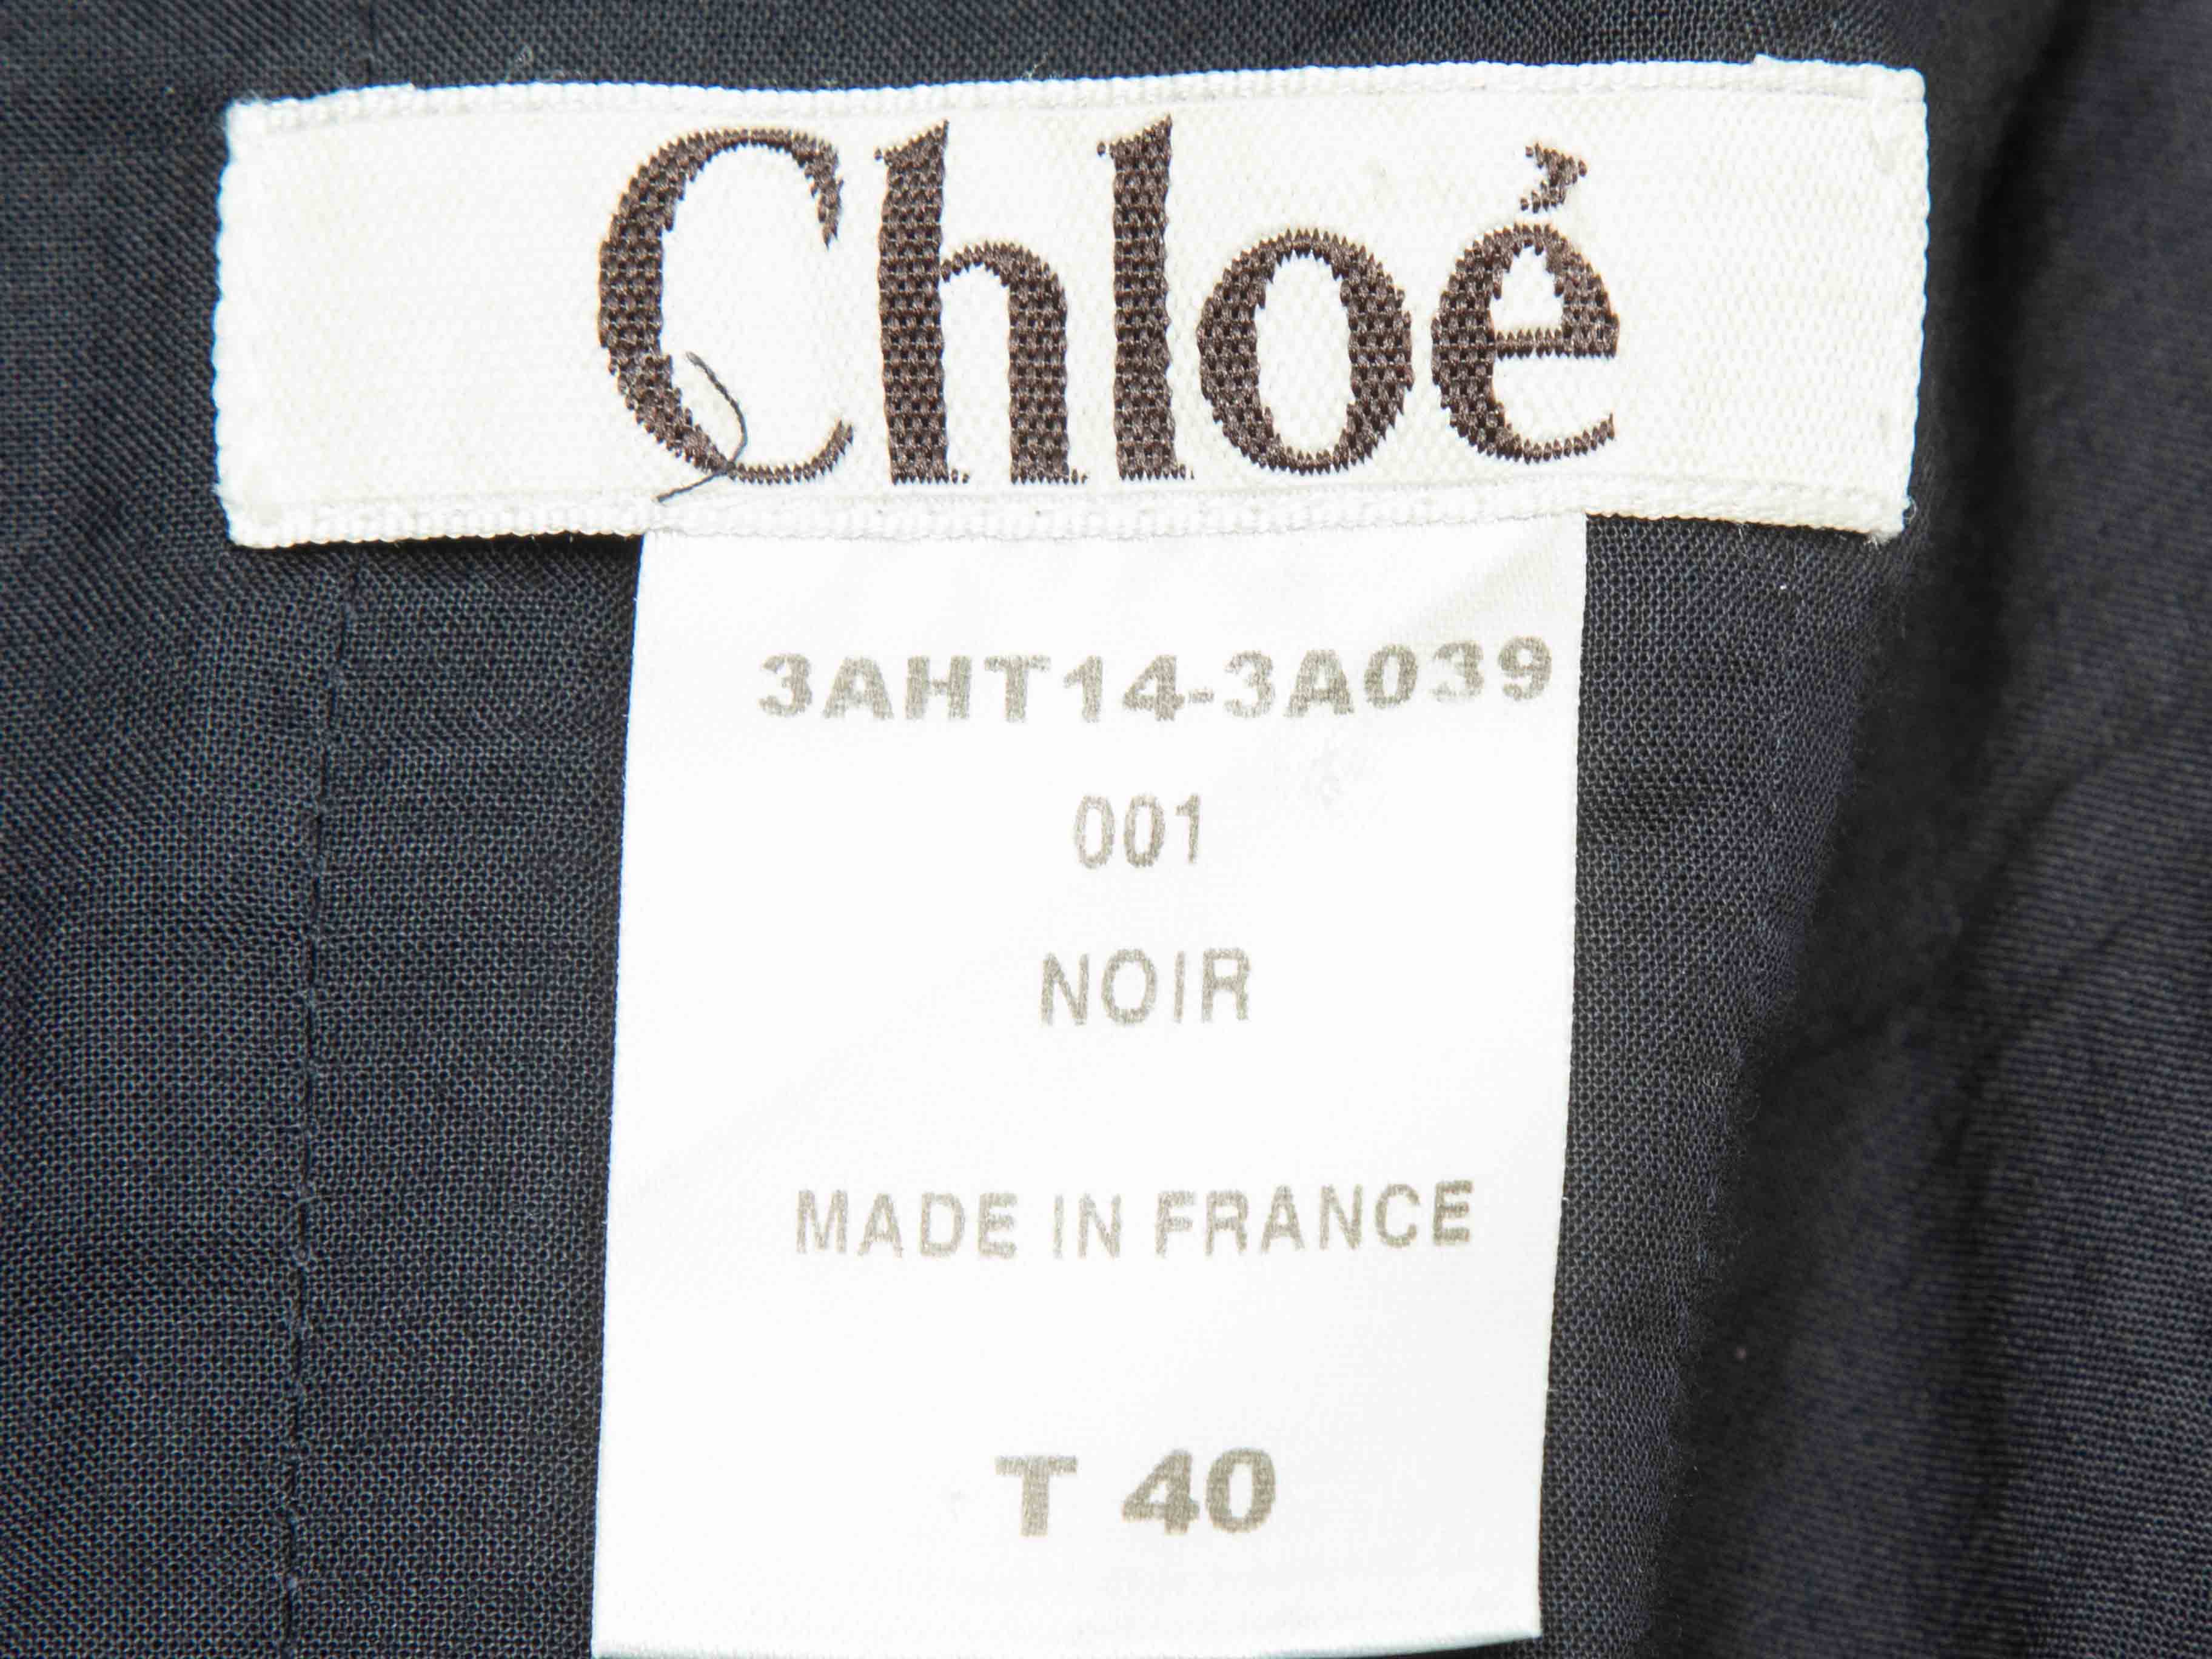 Chloé
3AHT14-3A039
001
NOIR
MADE IN FRANCE
T 40